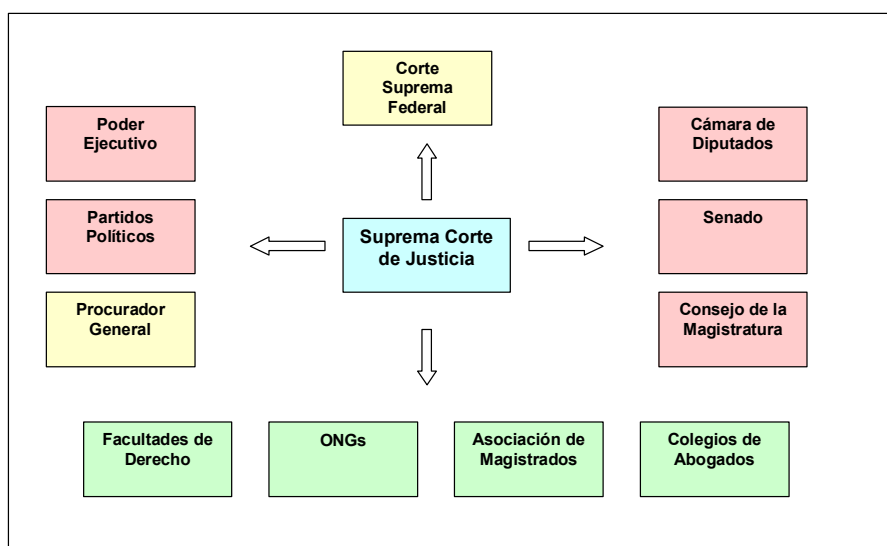 Corte
Suprema
Federal
Poder
Ejecutivo
Cámara de
Diputados
Partidos
Políticos
Suprema Corte
de Justicia
Senado
Procurador
General
Consejo de la
Magistratura
Facultades de
Derecho
ONGs
Asociación de
Magistrados
Colegios de
Abogados